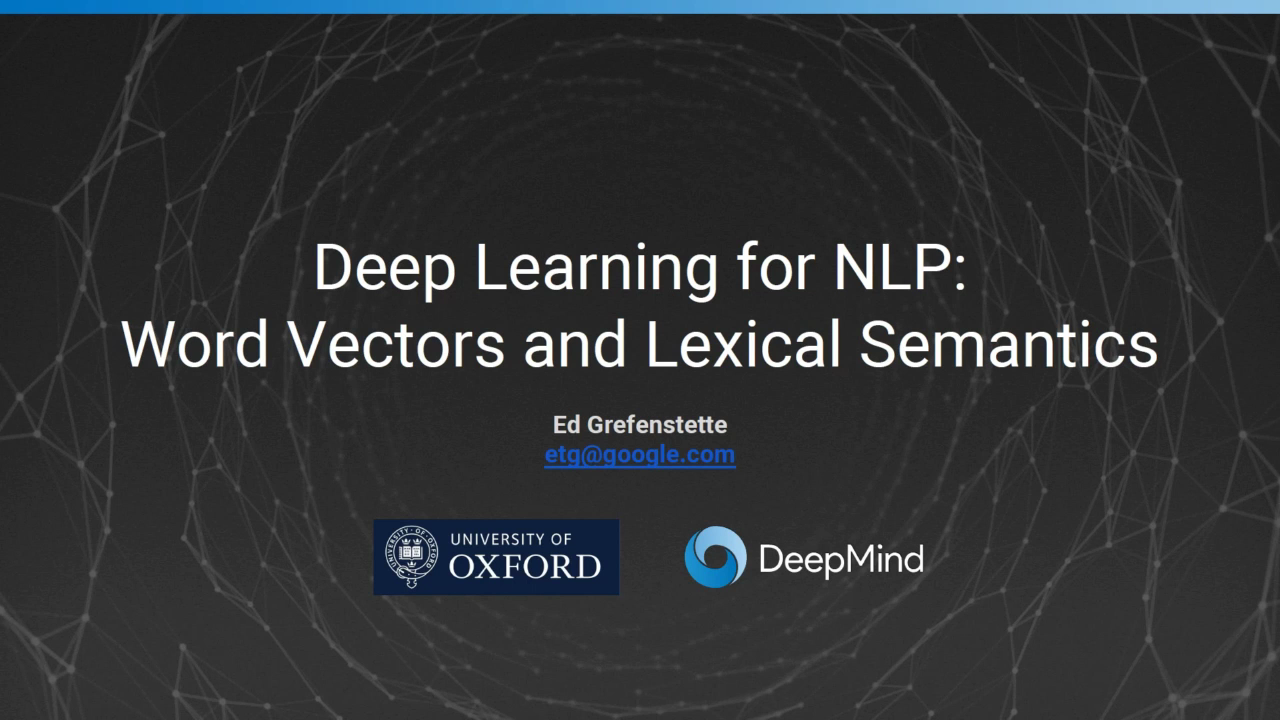 Deep Learning for NLP:
Word Vectors and Lexical Semantics
Ed Grefenstette
etg@google.com
UNIVERSITY OF
OXFORD
DeepMind